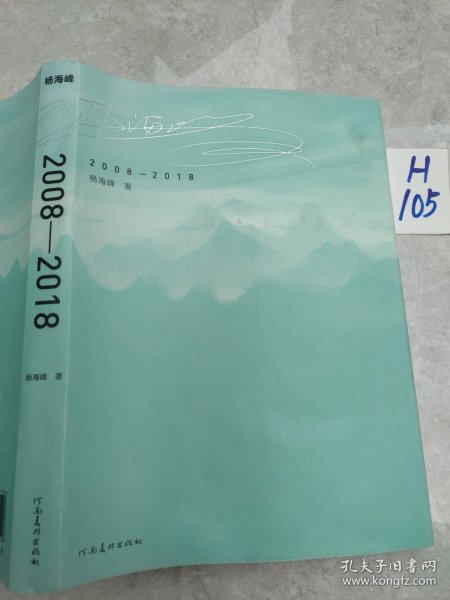 杨海峰
2008—2018
杨海峰 著
2008—2018
杨海峰 著
河南美术出版社
河南美术出版社
H
105
孔夫子旧书网
www.kongfz.com